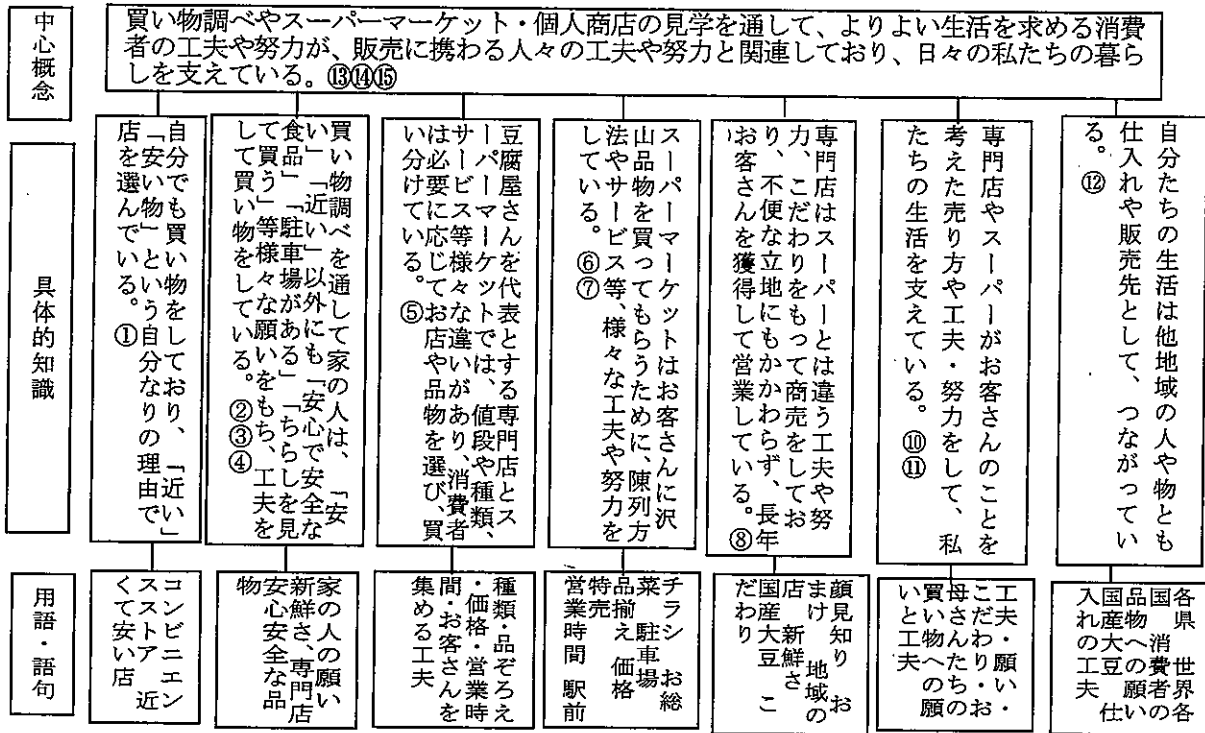 中心概念
買い物調べやスーパーマーケット・個人商店の見学を通して、よりよい生活を求める消費
者の工夫や努力が、販売に携わる人々の工夫や努力と関連しており、日々の私たちの暮ら
しを支えている。⑬⑭⑮
具体的知識
自分でも買い物をしており、「近い」
「安い物」という自分なりの理由で
店を選んでいる。①
買い物調べを通して家の人は、「安
い」「近い」以外にも「安心で安全な
食品」「駐車場がある」「ちらしを見
て買う」等様々な願いをもち、工夫を
して買い物をしている。②③④
豆腐屋さんを代表とする専門店とス
ーパーマーケットでは、値段や種類、
サービス等様々な違いがあり、消費者
は必要に応じてお店や品物を選び、買
い分けている。⑤
スーパーマーケットはお客さんに沢
山品物を買ってもらうために、陳列方
法やサービス等、様々な工夫や努力を
している。⑥⑦
専門店はスーパーとは違う工夫や努
力、こだわりをもって商売をしてお
り、不便な立地にもかかわらず、長年
お客さんを獲得して営業している。⑧
専門店やスーパーがお客さんのことを
考えた売り方や工夫・努力をして、私
たちの生活を支えている。⑩⑪
自分たちの生活は他地域の人や物とも
仕入れや販売先として、つながってい
る。⑫
用語・語句
コンビニエン
スストア 近
くて安い店
家の人の願い
新鮮さ、専門店
安心安全な品
物
種類・品ぞろえ
・価格・営業時
間・お客さんを
集める工夫
チラシ お総
菜 駐車場
品揃え 価格
特売
営業時間 駅前
顔見知り お
まけ 地域の
店 新鮮さ
国産大豆 こ
だわり
工夫・願い・
こだわり・お
母さんたちの
買い物への願
いと工夫
各県 世界各
国 消費者の
品物への願い
国産大豆 仕
入れの工夫